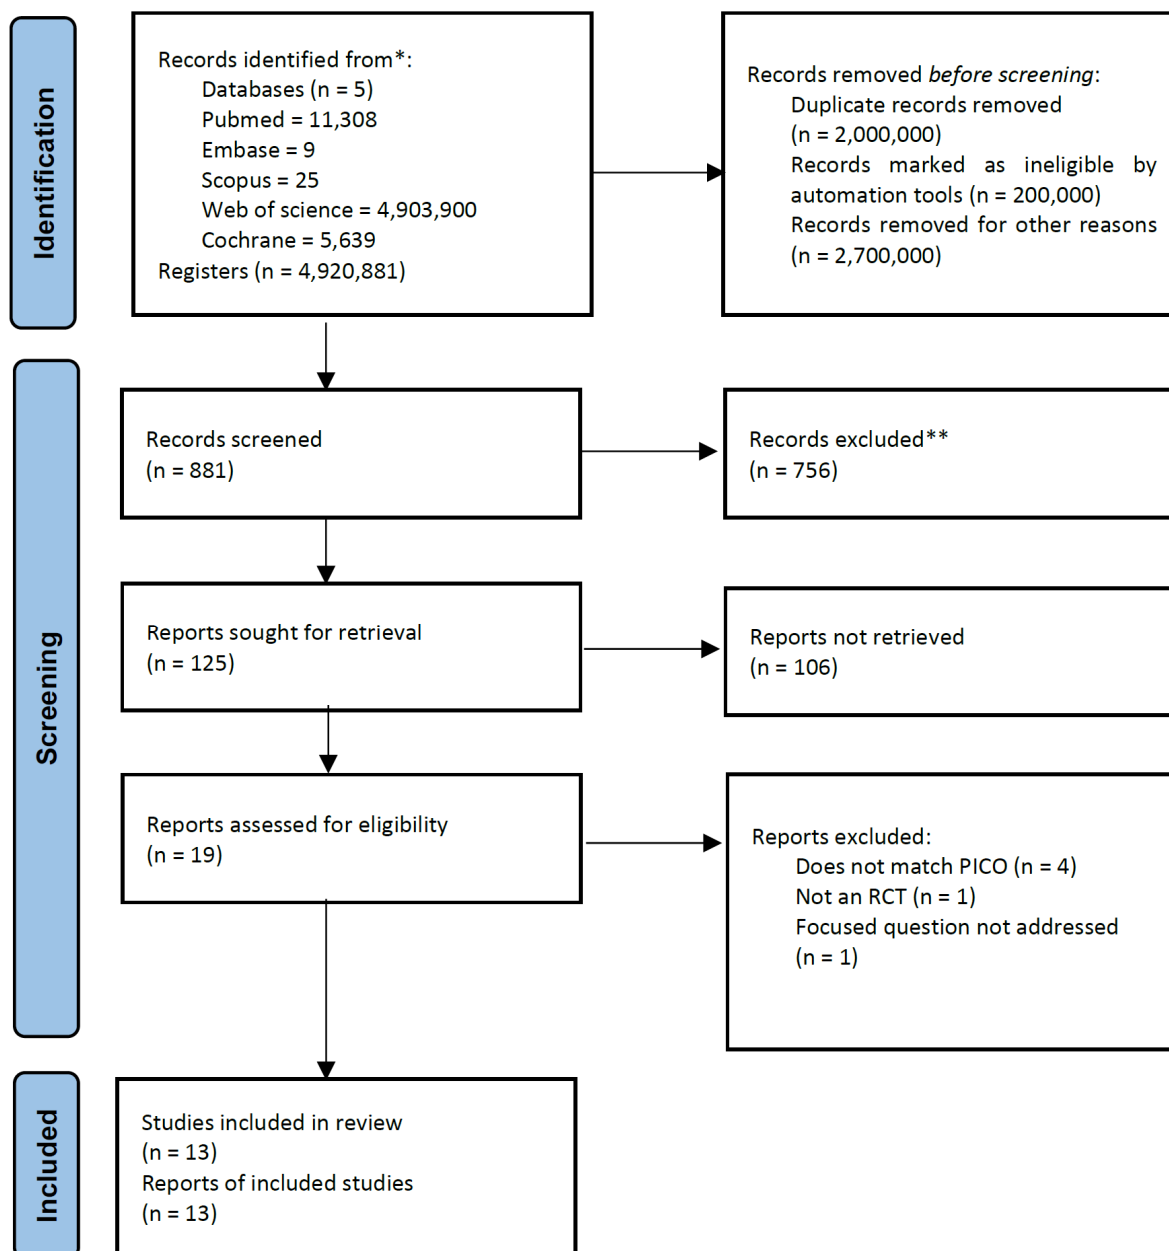 Identification
Records identified from*:
Databases (n = 5)
Pubmed = 11,308
Embase = 9
Scopus = 25
Web of science = 4,903,900
Cochrane = 5,639
Registers (n = 4,920,881)
Records removed before screening:
Duplicate records removed
(n = 2,000,000)
Records marked as ineligible by
automation tools (n = 200,000)
Records removed for other reasons
(n = 2,700,000)
Screening
Records screened
(n = 881)
Records excluded**
(n = 756)
Reports sought for retrieval
(n = 125)
Reports not retrieved
(n = 106)
Reports assessed for eligibility
(n = 19)
Reports excluded:
Does not match PICO (n = 4)
Not an RCT (n = 1)
Focused question not addressed
(n = 1)
Included
Studies included in review
(n = 13)
Reports of included studies
(n = 13)